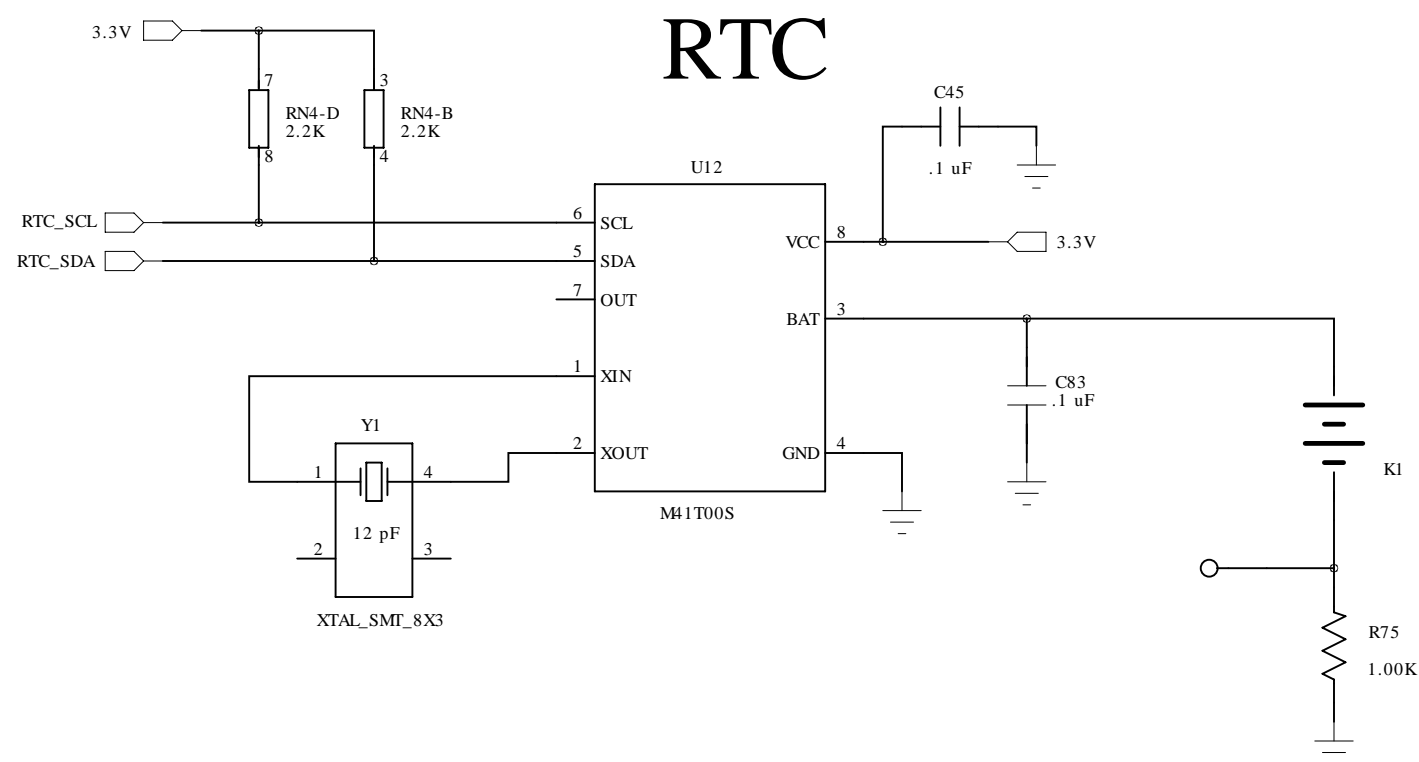 RTC
3.3V
7
3
RN4-D
2.2K
RN4-B
2.2K
8
4
C45
.1 uF
U12
RTC_SCL
6
SCL
RTC_SDA
5
SDA
7
OUT
VCC
8
3.3V
BAT
3
1
XIN
C83
.1 uF
Y1
2
XOUT
GND
4
K1
1
4
12 pF
M41T00S
2
3
XTAL_SMT_8X3
R75
1.00K